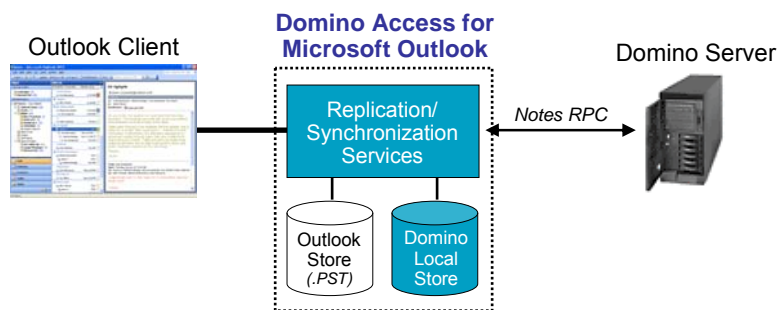 Domino Access for
Microsoft Outlook
Outlook Client
Domino Server
Replication/
Synchronization
Services
Notes RPC
Outlook
Store
(.PST)
Domino
Local
Store